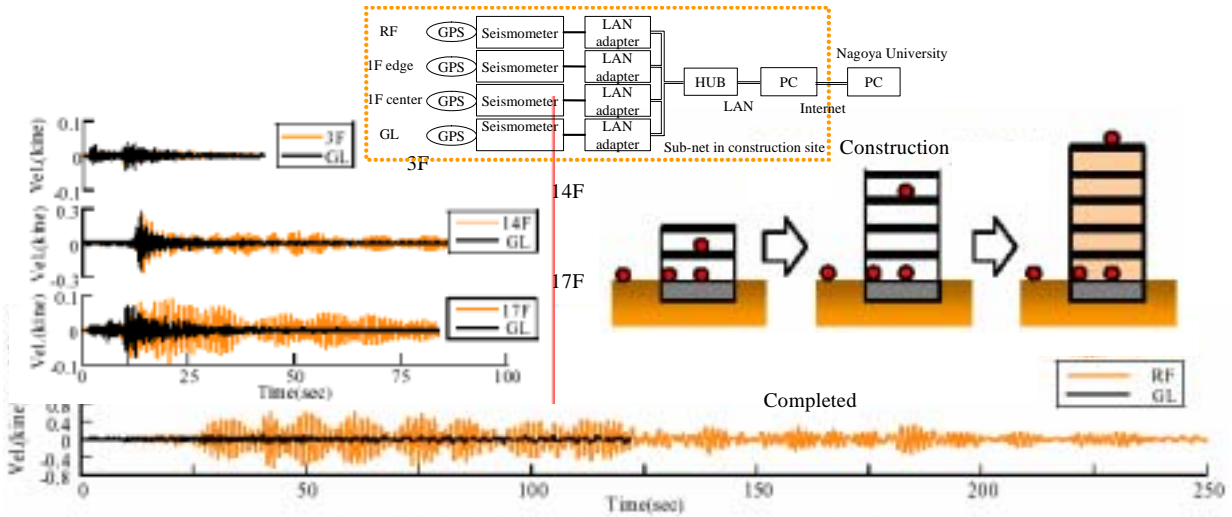 RF
GPS
Seismometer
LAN
adapter
1F edge
GPS
Seismometer
LAN
adapter
1F center
GPS
Seismometer
LAN
adapter
GL
GPS
Seismometer
LAN
adapter
HUB
LAN
PC
Internet
Nagoya University
PC
Sub-net in construction site
Construction
3F
14F
17F
Vel.(kine)
0.1
0
-0.1
3F
GL
Vel.(kine)
0.3
0
-0.3
14F
GL
Vel.(kine)
0.1
0
-0.1
17F
GL
0
25
50
75
100
Time(sec)
Completed
RF
GL
Vel.(kine)
0.8
0.4
0
-0.4
-0.8
0
50
100
150
200
250
Time(sec)